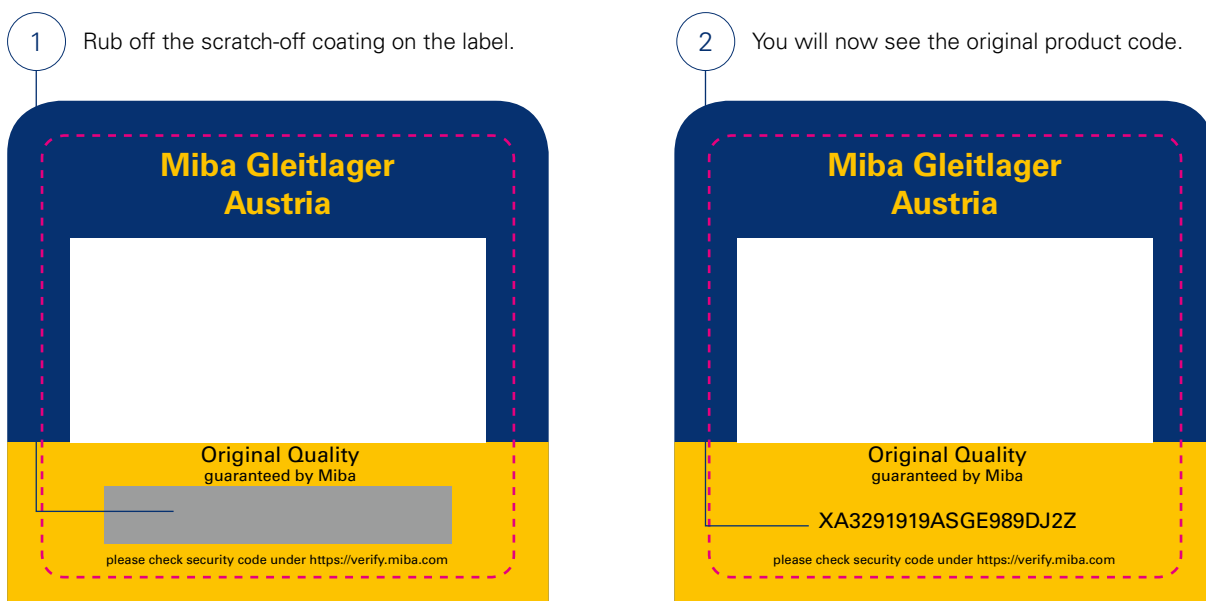 1
Rub off the scratch-off coating on the label.
Miba Gleitlager
Austria
Original Quality
guaranteed by Miba
please check security code under https://verify.miba.com
2
You will now see the original product code.
Miba Gleitlager
Austria
Original Quality
guaranteed by Miba
XA3291919ASGE989DJ2Z
please check security code under https://verify.miba.com